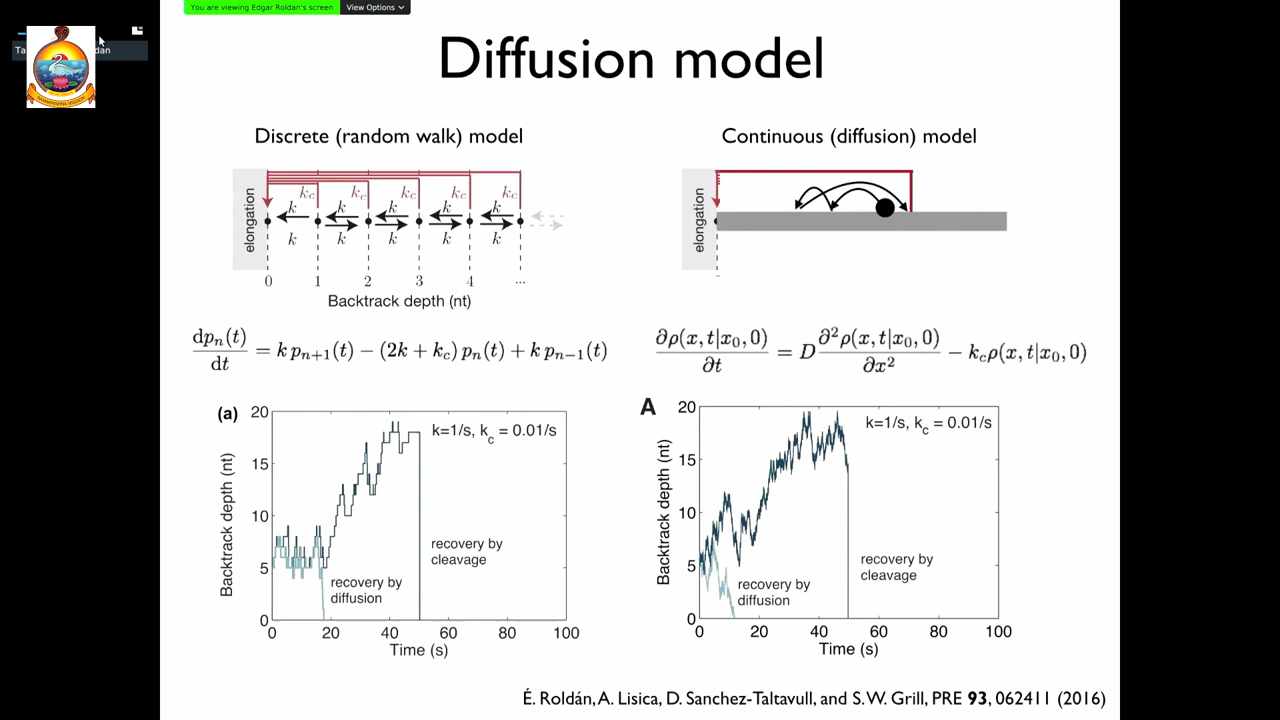 You are viewing Edgar Roldan's screen
View Options
Diffusion model
Discrete (random walk) model
elongation
k_c k_c k_c k_c k_c
k k k k k
k k k k k
0 1 2 3 4 ...
Backtrack depth (nt)
Continuous (diffusion) model
elongation
dp_n(t)/dt = k p_{n+1}(t) − (2k + k_c) p_n(t) + k p_{n−1}(t)
∂ρ(x, t|x_0, 0)/∂t = D ∂²ρ(x, t|x_0, 0)/∂x² − k_c ρ(x, t|x_0, 0)
(a)
Backtrack depth (nt)
20
15
10
5
0
k=1/s, k_c = 0.01/s
recovery by
cleavage
recovery by
diffusion
0 20 40 60 80 100
Time (s)
A
Backtrack depth (nt)
20
15
10
5
0
k=1/s, k_c = 0.01/s
recovery by
cleavage
recovery by
diffusion
0 20 40 60 80 100
Time (s)
É. Roldán, A. Lisica, D. Sanchez-Taltavull, and S. W. Grill, PRE 93, 062411 (2016)